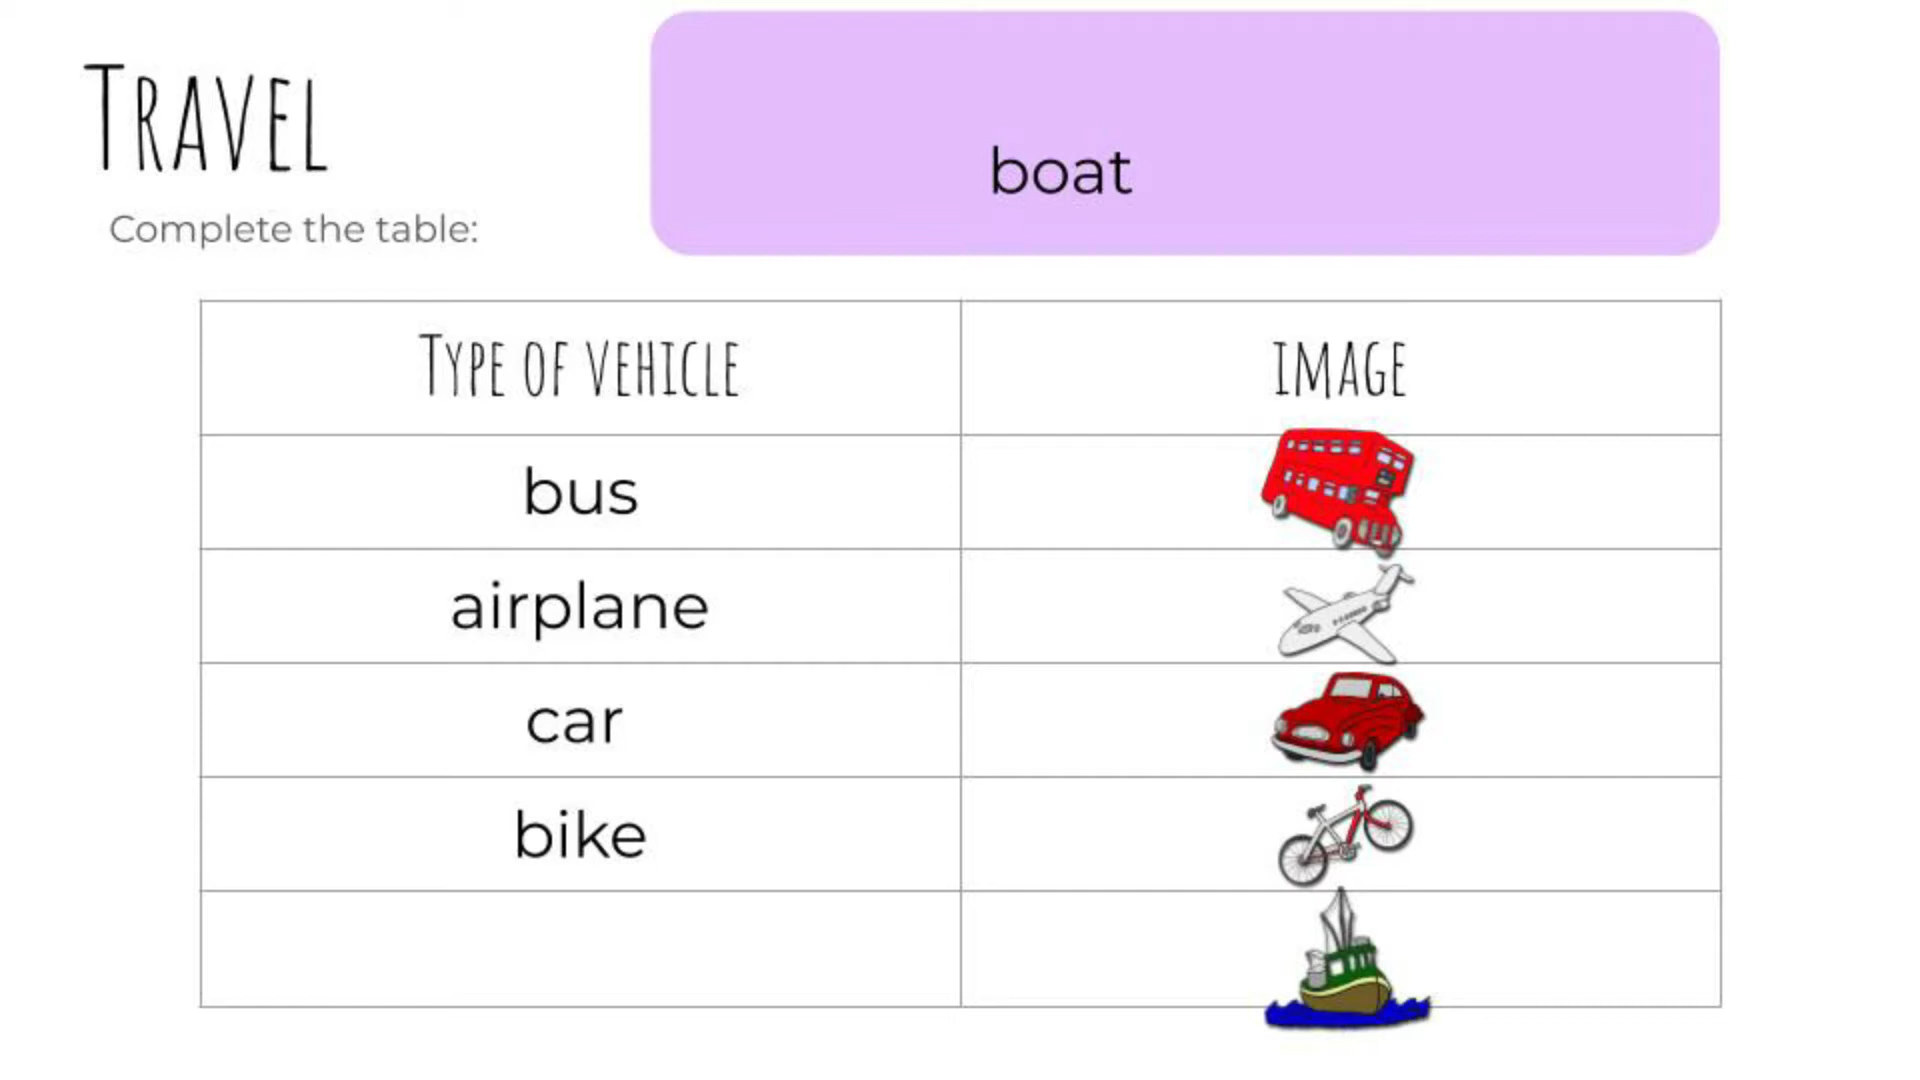 TRAVEL
Complete the table:
boat
TYPE OF VEHICLE
IMAGE
bus
airplane
car
bike